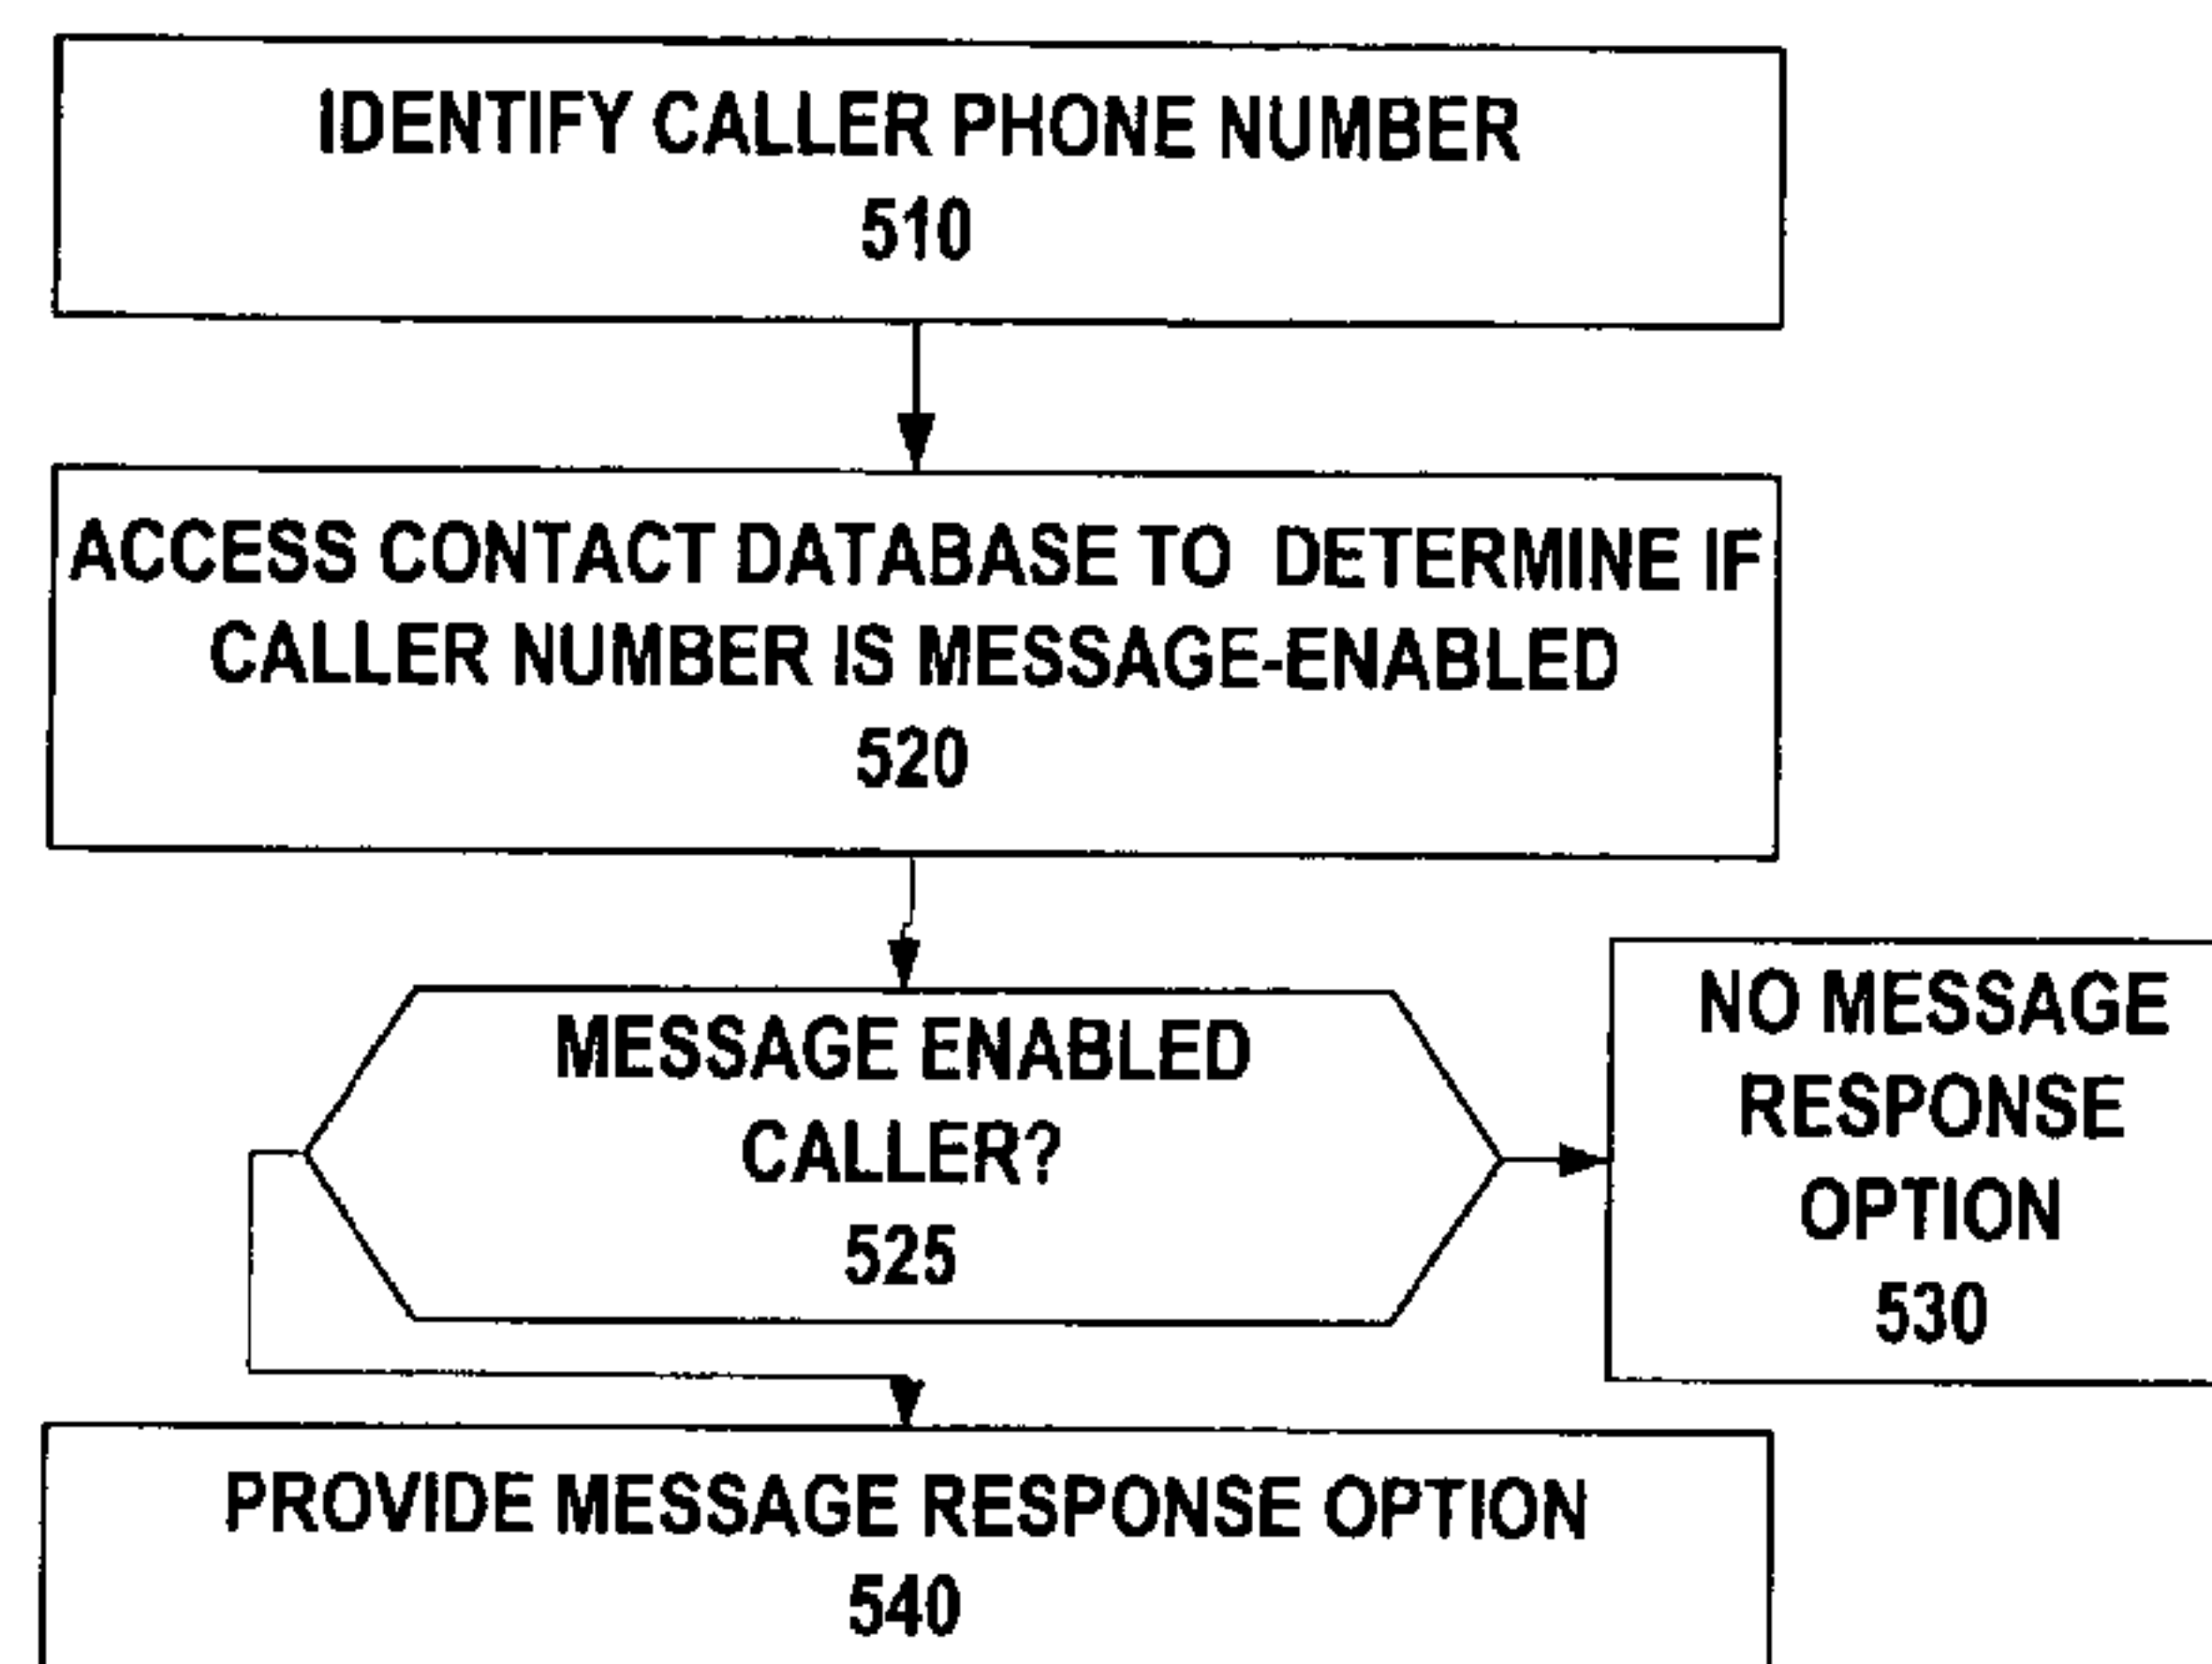 IDENTIFY CALLER PHONE NUMBER
510
ACCESS CONTACT DATABASE TO DETERMINE IF
CALLER NUMBER IS MESSAGE-ENABLED
520
MESSAGE ENABLED
CALLER?
525
NO MESSAGE
RESPONSE
OPTION
530
PROVIDE MESSAGE RESPONSE OPTION
540